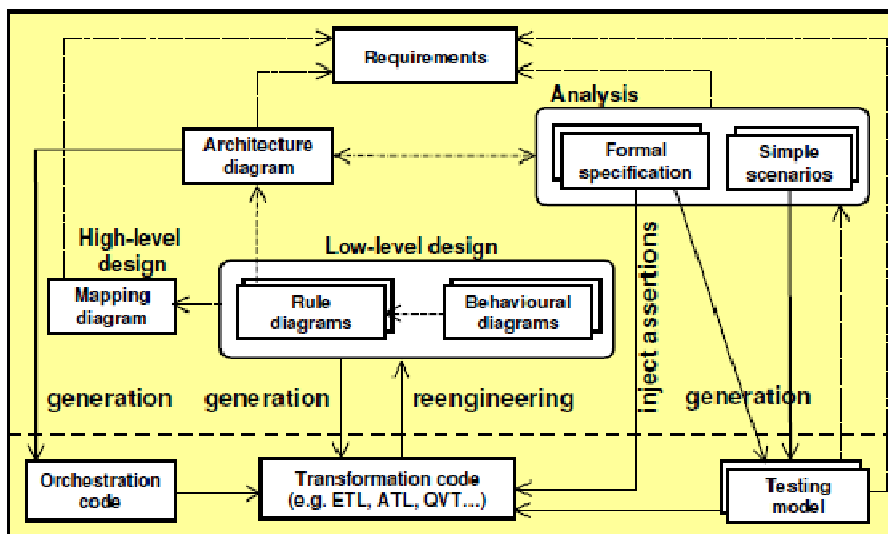 Requirements
Analysis
Architecture
diagram
Formal
specification
Simple
scenarios
High-level
design
Low-level design
Mapping
diagram
Rule
diagrams
Behavioural
diagrams
inject assertions
generation
generation
reengineering
generation
Orchestration
code
Transformation code
(e.g. ETL, ATL, QVT...)
Testing
model